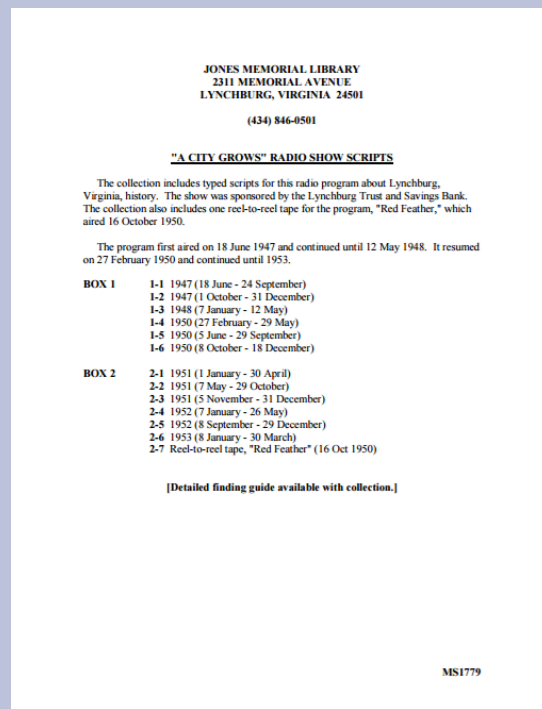 JONES MEMORIAL LIBRARY
2311 MEMORIAL AVENUE
LYNCHBURG, VIRGINIA 24501
(434) 846-0501
"A CITY GROWS" RADIO SHOW SCRIPTS
The collection includes typed scripts for this radio program about Lynchburg,
Virginia, history. The show was sponsored by the Lynchburg Trust and Savings Bank.
The collection also includes one reel-to-reel tape for the program, "Red Feather," which
aired 16 October 1950.
The program first aired on 18 June 1947 and continued until 12 May 1948. It resumed
on 27 February 1950 and continued until 1953.
BOX 1 1-1 1947 (18 June - 24 September)
1-2 1947 (1 October - 31 December)
1-3 1948 (7 January - 12 May)
1-4 1950 (27 February - 29 May)
1-5 1950 (5 June - 29 September)
1-6 1950 (8 October - 18 December)
BOX 2 2-1 1951 (1 January - 30 April)
2-2 1951 (7 May - 29 October)
2-3 1951 (5 November - 31 December)
2-4 1952 (7 January - 26 May)
2-5 1952 (8 September - 29 December)
2-6 1953 (8 January - 30 March)
2-7 Reel-to-reel tape, "Red Feather" (16 Oct 1950)
[Detailed finding guide available with collection.]
MS1779